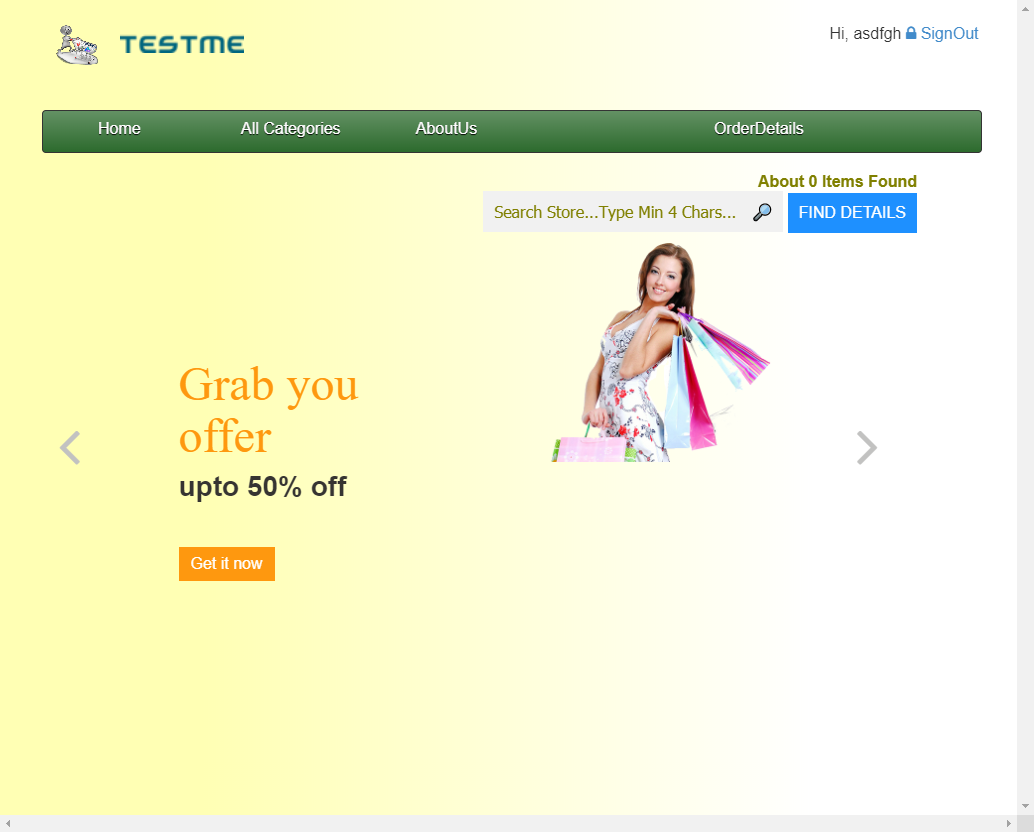 TESTME
Hi, asdfgh SignOut
Home All Categories AboutUs OrderDetails
About 0 Items Found
Search Store...Type Min 4 Chars... FIND DETAILS
Grab you
offer
upto 50% off
Get it now